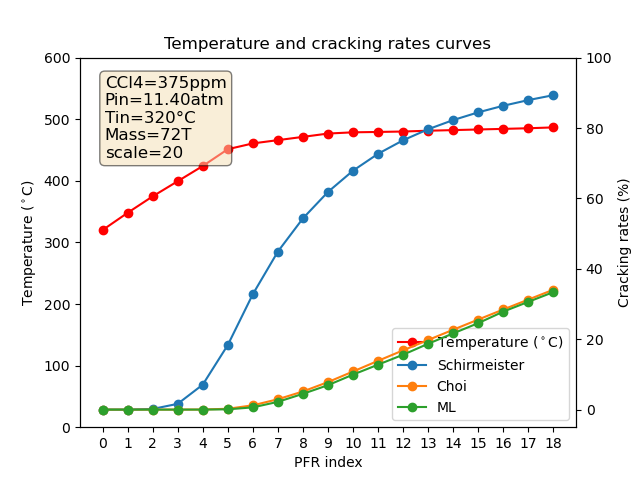 Temperature and cracking rates curves
CCl4=375ppm
Pin=11.40atm
Tin=320°C
Mass=72T
scale=20
Temperature (°C)
600
500
400
300
200
100
0
Cracking rates (%)
100
80
60
40
20
0
Temperature (°C)
Schirmeister
Choi
ML
0 1 2 3 4 5 6 7 8 9 10 11 12 13 14 15 16 17 18
PFR index